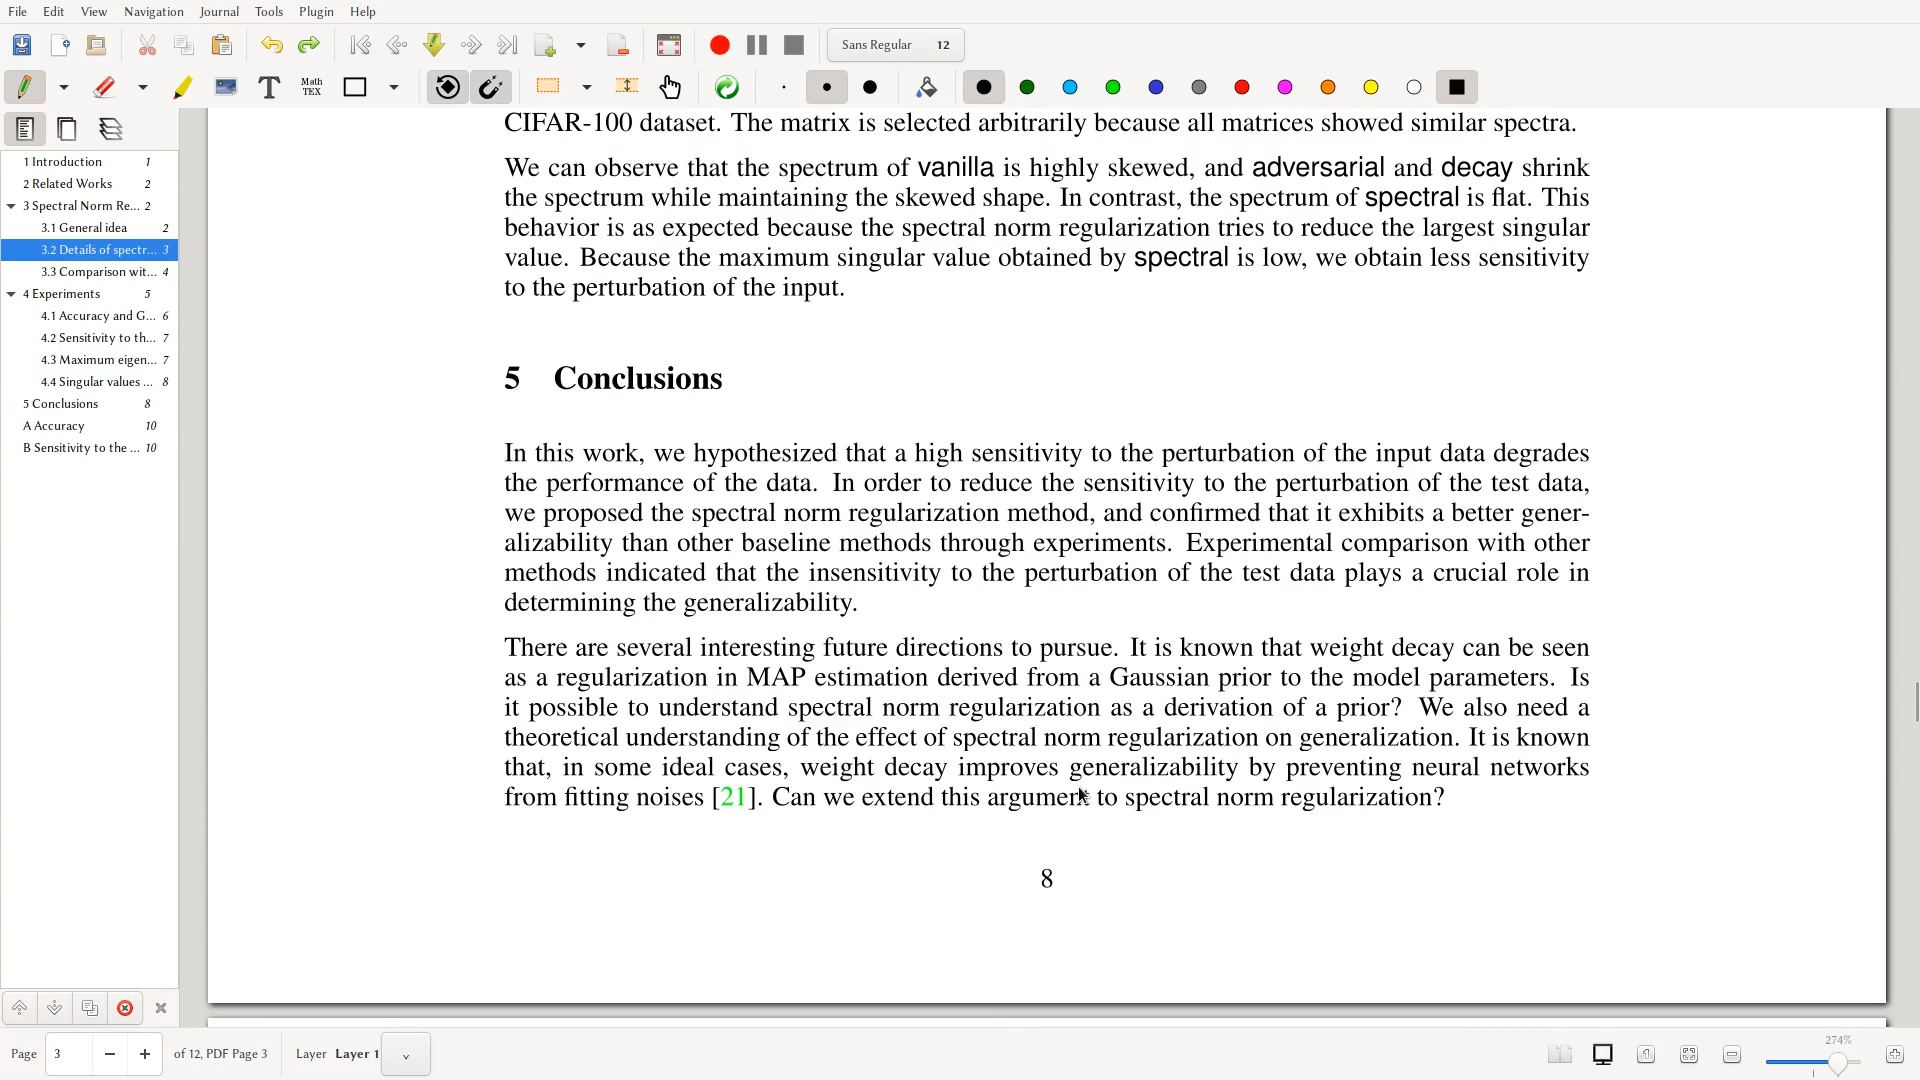 File Edit View Navigation Journal Tools Plugin Help
Sans Regular 12
T Math TEX
1 Introduction 1
2 Related Works 2
3 Spectral Norm Re... 2
3.1 General idea 2
3.2 Details of spectr... 3
3.3 Comparison wit... 4
4 Experiments 5
4.1 Accuracy and G... 6
4.2 Sensitivity to th... 7
4.3 Maximum eigen... 7
4.4 Singular values ... 8
5 Conclusions 8
A Accuracy 10
B Sensitivity to the ... 10
CIFAR-100 dataset. The matrix is selected arbitrarily because all matrices showed similar spectra.
We can observe that the spectrum of vanilla is highly skewed, and adversarial and decay shrink
the spectrum while maintaining the skewed shape. In contrast, the spectrum of spectral is flat. This
behavior is as expected because the spectral norm regularization tries to reduce the largest singular
value. Because the maximum singular value obtained by spectral is low, we obtain less sensitivity
to the perturbation of the input.
5 Conclusions
In this work, we hypothesized that a high sensitivity to the perturbation of the input data degrades
the performance of the data. In order to reduce the sensitivity to the perturbation of the test data,
we proposed the spectral norm regularization method, and confirmed that it exhibits a better gener-
alizability than other baseline methods through experiments. Experimental comparison with other
methods indicated that the insensitivity to the perturbation of the test data plays a crucial role in
determining the generalizability.
There are several interesting future directions to pursue. It is known that weight decay can be seen
as a regularization in MAP estimation derived from a Gaussian prior to the model parameters. Is
it possible to understand spectral norm regularization as a derivation of a prior? We also need a
theoretical understanding of the effect of spectral norm regularization on generalization. It is known
that, in some ideal cases, weight decay improves generalizability by preventing neural networks
from fitting noises [21]. Can we extend this argument to spectral norm regularization?
8
Page 3 of 12, PDF Page 3 Layer Layer 1 274%